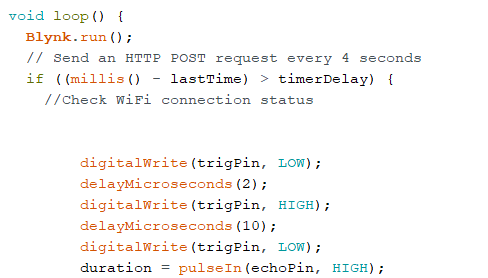 void loop() {
  Blynk.run();
  // Send an HTTP POST request every 4 seconds
  if ((millis() - lastTime) > timerDelay) {
    //Check WiFi connection status
        digitalWrite(trigPin, LOW);
        delayMicroseconds(2);
        digitalWrite(trigPin, HIGH);
        delayMicroseconds(10);
        digitalWrite(trigPin, LOW);
        duration = pulseIn(echoPin, HIGH);